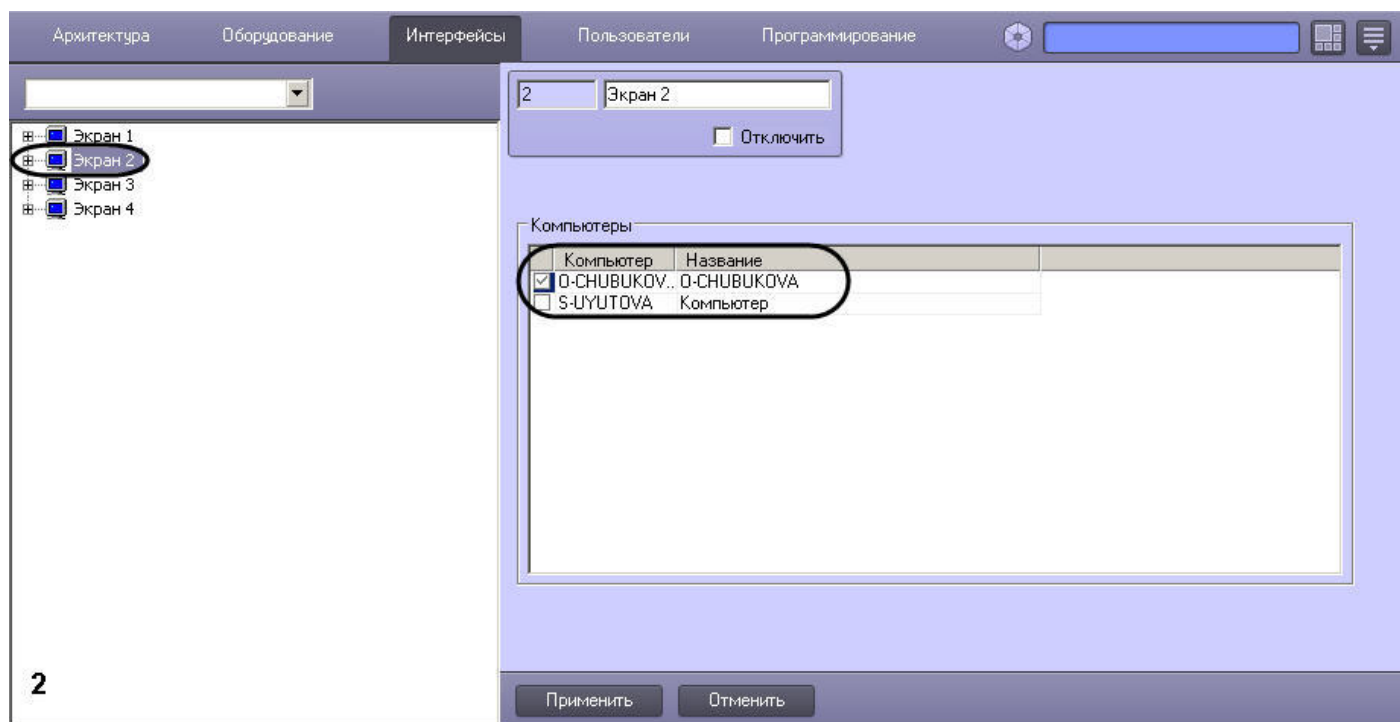 Архитектура Оборудование Интерфейсы Пользователи Программирование
2 Экран 2
Отключить
Экран 1
Экран 2
Экран 3
Экран 4
Компьютеры
Компьютер Название
O-CHUBUKOV... O-CHUBUKOVA
S-UYUTOVA Компьютер
2
Применить Отменить